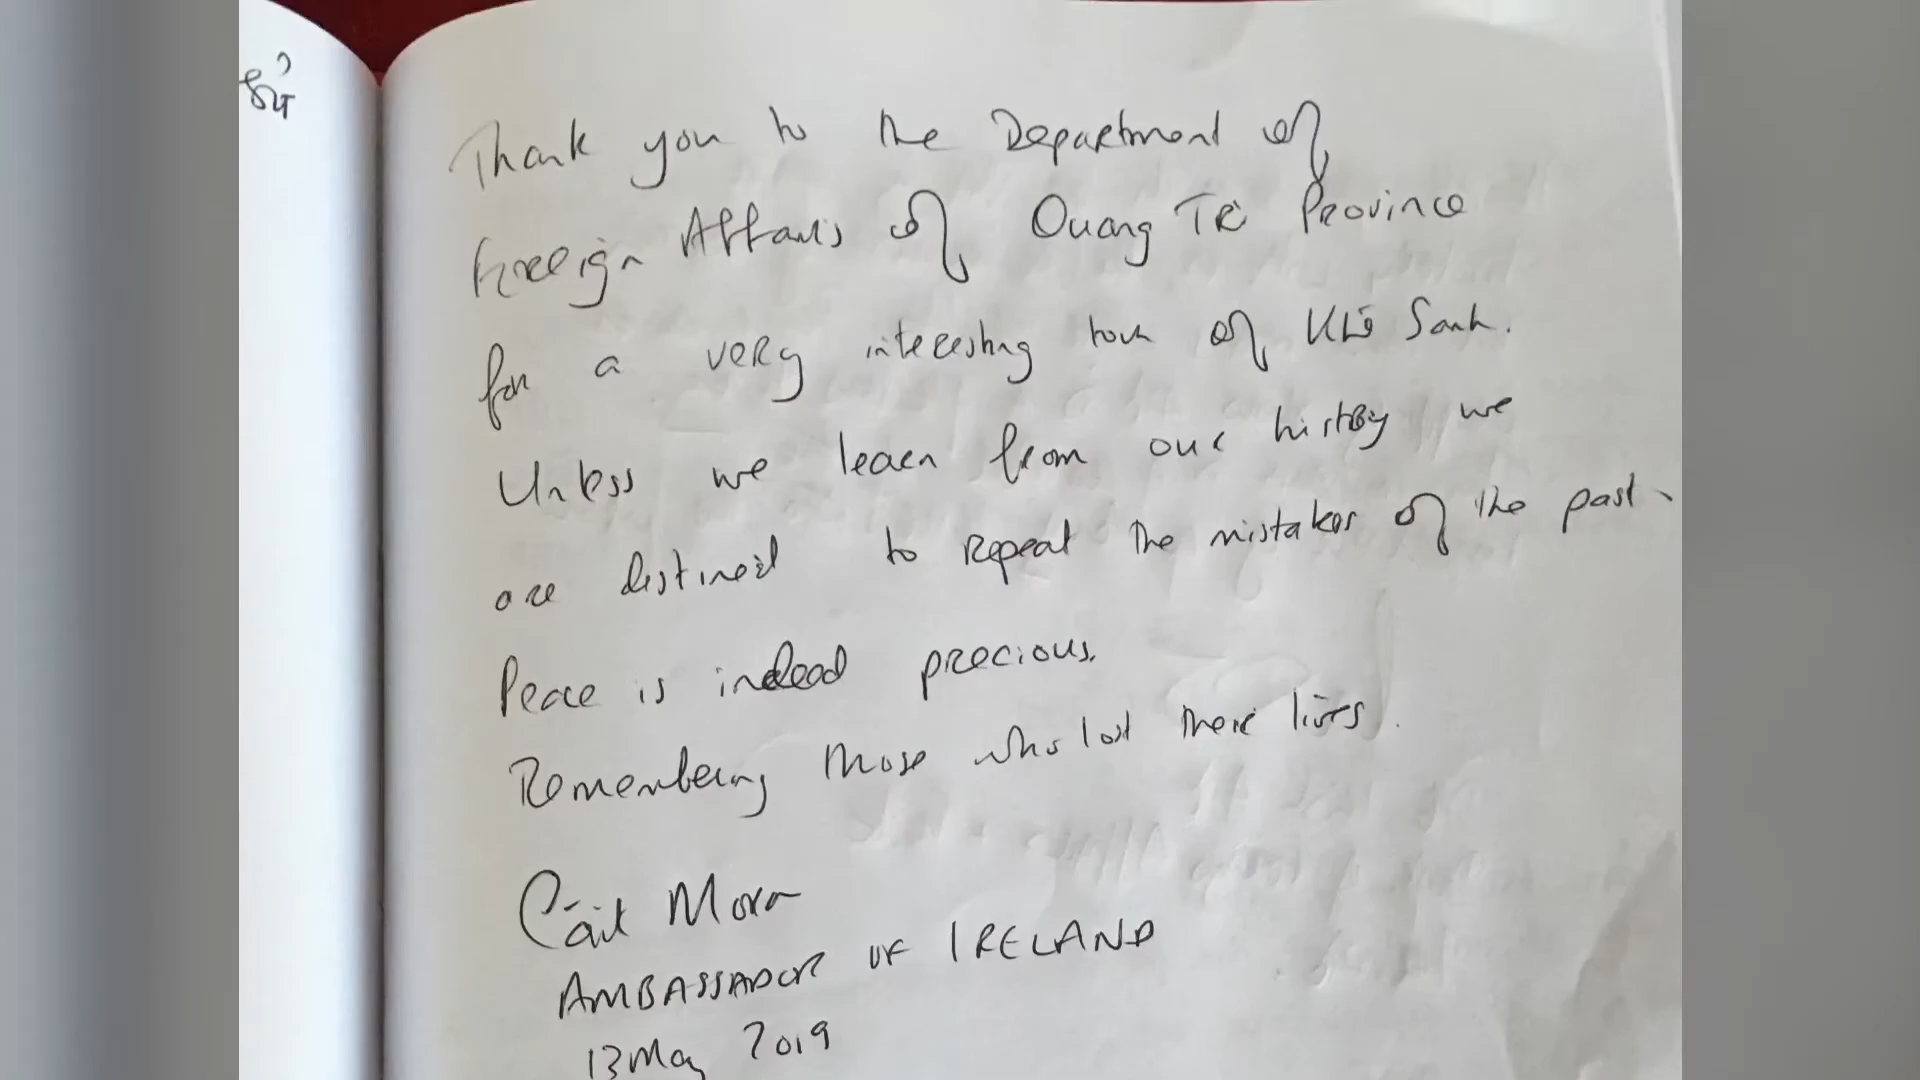 Thank you to the Department of
Foreign Affairs of Quang Tri Province
for a very interesting tour of Khe Sanh.
Unless we learn from our history we
are destined to repeat the mistakes of the past.
Peace is indeed precious.
Remembering those who lost their lives.
Cáit Moran
AMBASSADOR OF IRELAND
13 May 2019